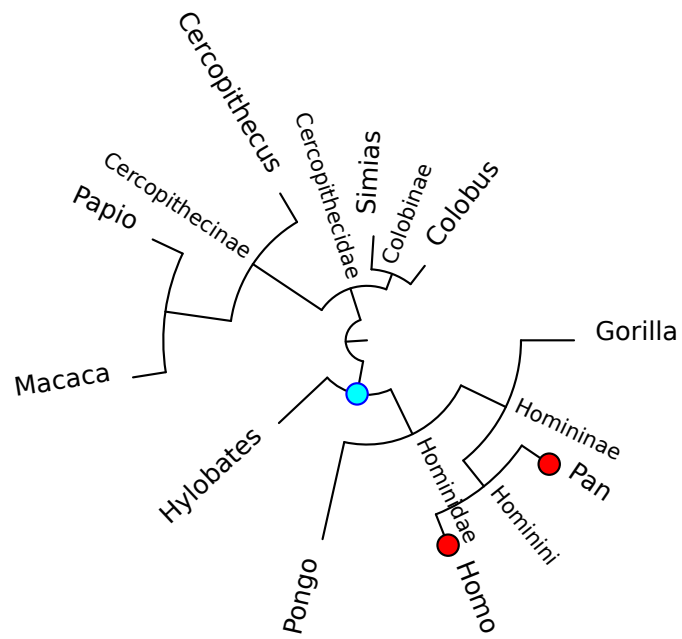 Cercopithecus
Cercopithecidae
Simias
Colobinae
Colobus
Cercopithecinae
Papio
Macaca
Gorilla
Homininae
Pan
Hominini
Hominidae
Hylobates
Pongo
Homo